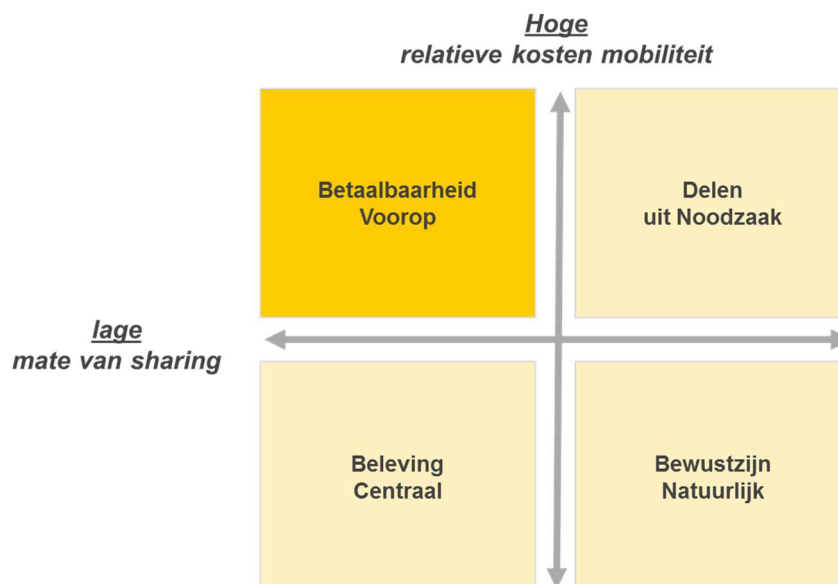 Hoge
relatieve kosten mobiliteit
Betaalbaarheid
Voorop
Delen
uit Noodzaak
lage
mate van sharing
Beleving
Centraal
Bewustzijn
Natuurlijk